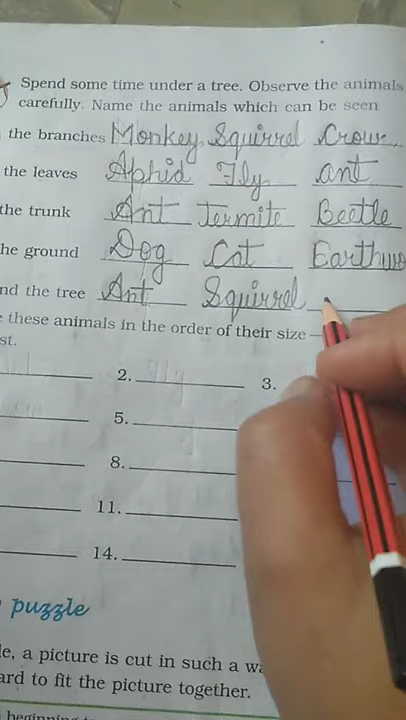 Spend some time under a tree. Observe the animals
carefully. Name the animals which can be seen
the branches Monkey, Squirrel Crow,
the leaves Aphid Fly ant
the trunk Ant Termite Beetle
he ground Dog Cat Earthwo
nd the tree Ant Squirrel
these animals in the order of their size –
st.
2. 3.
5.
8.
11.
14.
puzzle
le, a picture is cut in such a wa
ard to fit the picture together.
beginning